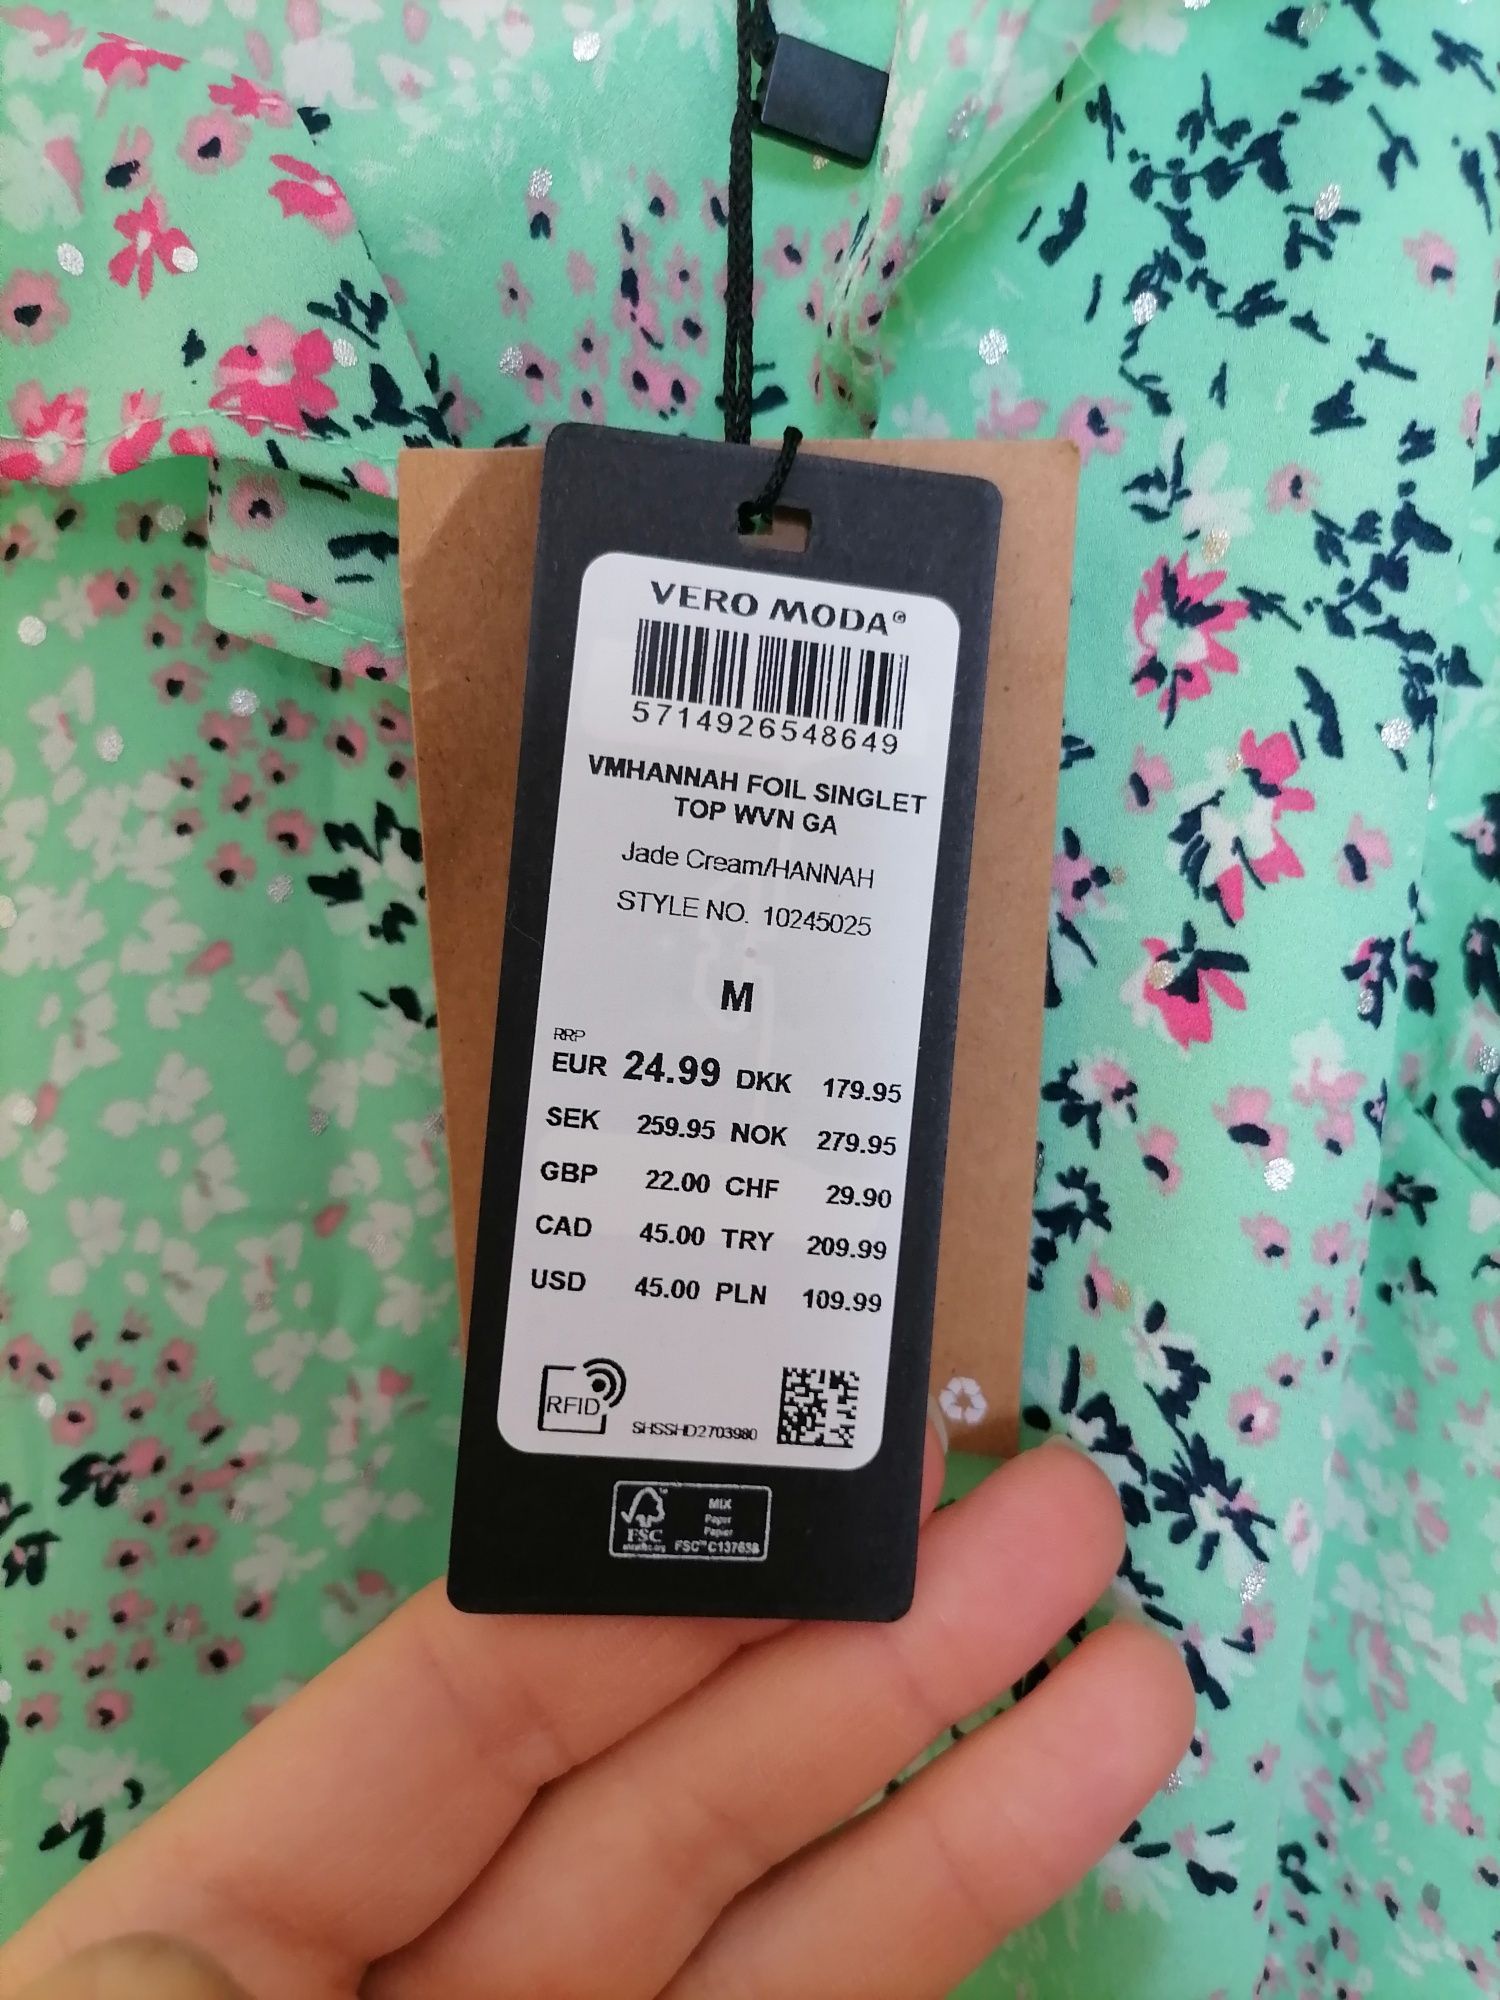 VERO MODA®
5714926548649
VMHANNAH FOIL SINGLET
TOP WVN GA
Jade Cream/HANNAH
STYLE NO. 10245025
M
RRP
EUR 24.99 DKK 179.95
SEK 259.95 NOK 279.95
GBP 22.00 CHF 29.90
CAD 45.00 TRY 209.99
USD 45.00 PLN 109.99
RFID
SHSSHD2703980
FSC
MIX
Paper
Papier
FSC™ C137638